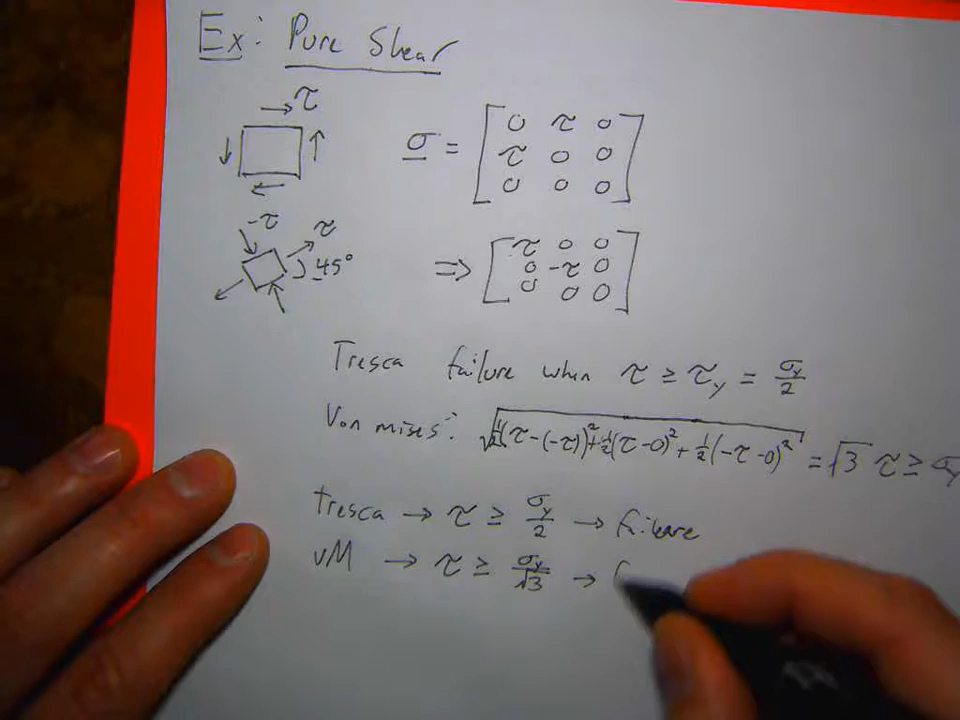 Ex: Pure Shear
→ τ
σ = [0 τ 0
τ 0 0
0 0 0]
-τ τ
45°
⇒ [τ 0 0
0 -τ 0
0 0 0]
Tresca failure when τ ≥ τy = σy/2
Von mises: √(½(τ-(-τ))²+½(τ-0)²+½(-τ-0)²) = √3 τ ≥ σy
tresca → τ ≥ σy/2 → failure
vM → τ ≥ σy/√3 → f